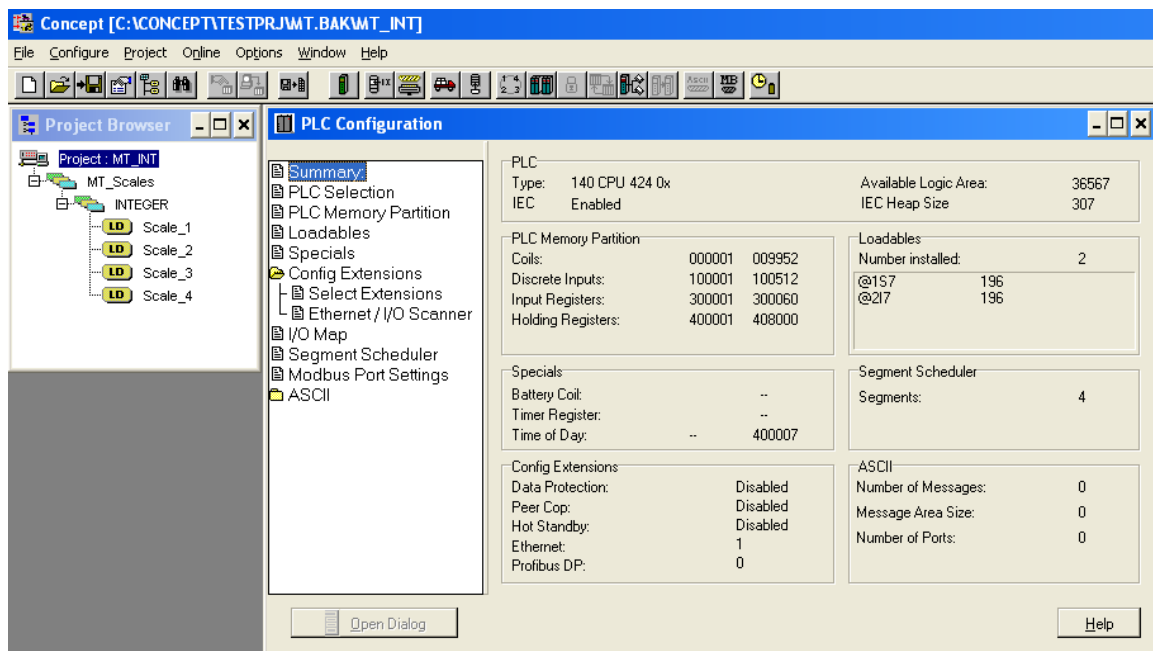 Concept [C:\CONCEPT\TESTPRJ\MT.BAK\MT_INT]
File Configure Project Online Options Window Help
Ascii
MB
Project Browser
Project : MT_INT
MT_Scales
INTEGER
LD Scale_1
LD Scale_2
LD Scale_3
LD Scale_4
PLC Configuration
Summary:
PLC Selection
PLC Memory Partition
Loadables
Specials
Config Extensions
Select Extensions
Ethernet / I/O Scanner
I/O Map
Segment Scheduler
Modbus Port Settings
ASCII
Open Dialog
PLC
Type: 140 CPU 424 0x Available Logic Area: 36567
IEC Enabled IEC Heap Size 307
PLC Memory Partition
Coils: 000001 009952
Discrete Inputs: 100001 100512
Input Registers: 300001 300060
Holding Registers: 400001 408000
Loadables
Number installed: 2
@1S7 196
@2I7 196
Specials
Battery Coil: --
Timer Register: --
Time of Day: -- 400007
Segment Scheduler
Segments: 4
Config Extensions
Data Protection: Disabled
Peer Cop: Disabled
Hot Standby: Disabled
Ethernet: 1
Profibus DP: 0
ASCII
Number of Messages: 0
Message Area Size: 0
Number of Ports: 0
Help